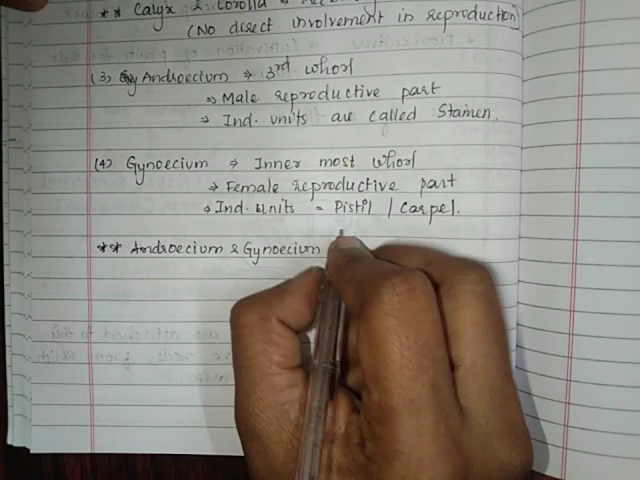 ** Calyx & Corolla →
(No direct involvement in reproduction)
(3) Androecium → 3rd whorl
→ Male reproductive part
→ Ind. units are called Stamen.
(4) Gynoecium → Inner most whorl
→ Female reproductive part
→ Ind. units = Pistil / Carpel.
** Androecium & Gynoecium